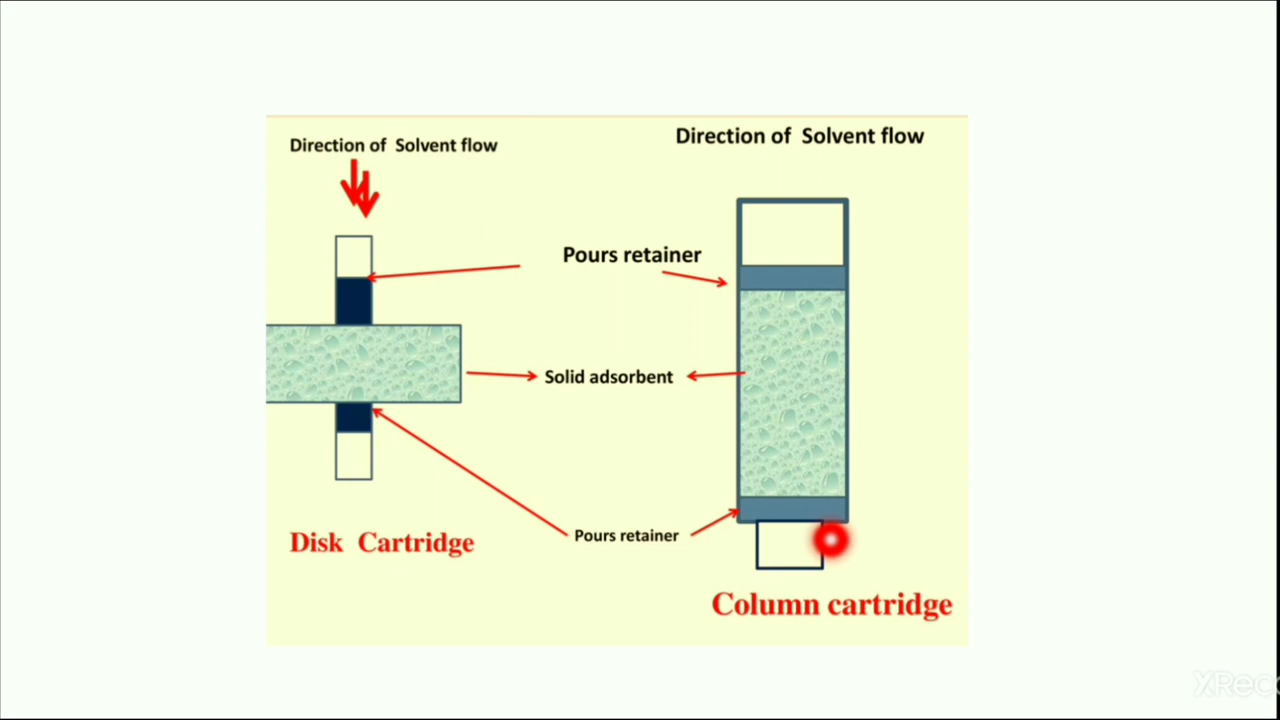 Direction of Solvent flow
Direction of Solvent flow
Pours retainer
Solid adsorbent
Pours retainer
Disk Cartridge
Column cartridge